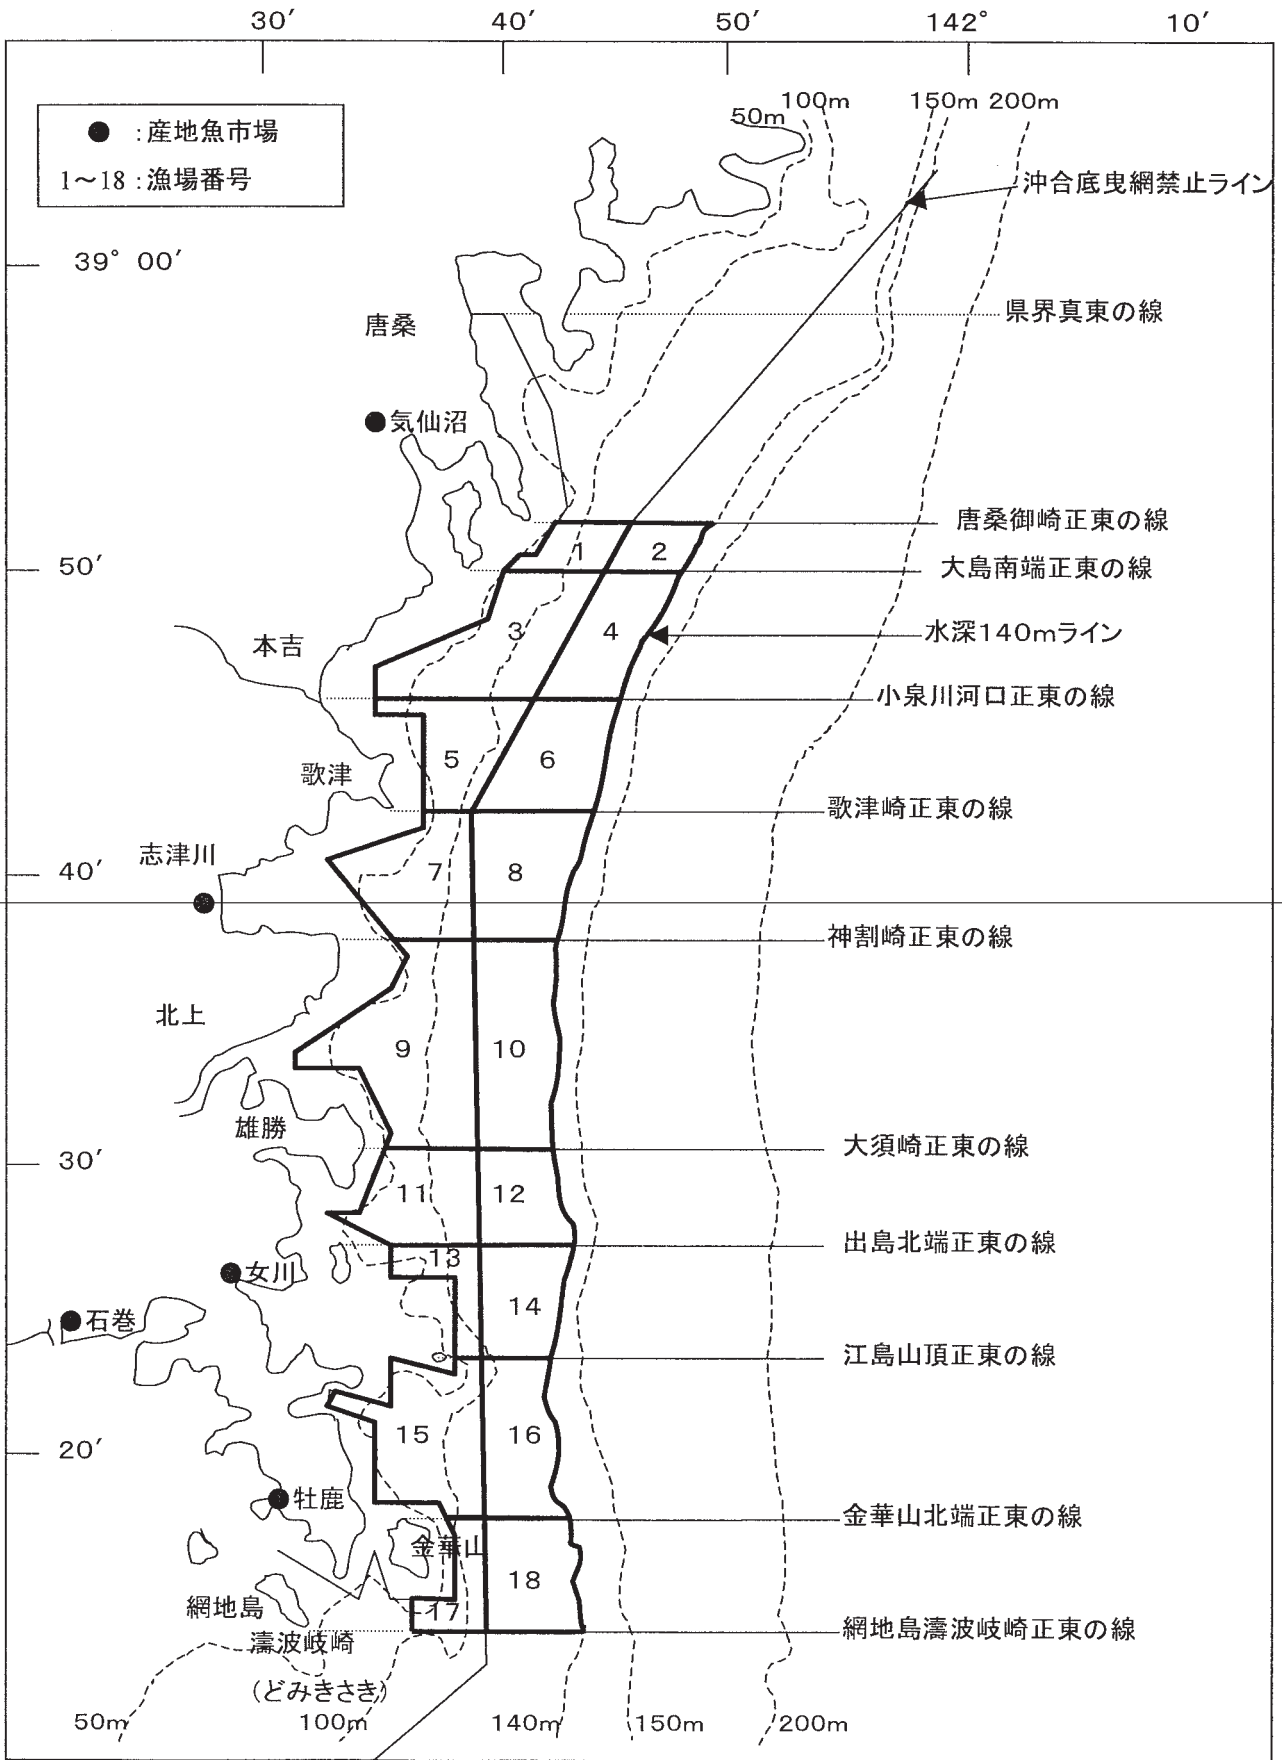 30′ 40′ 50′ 142° 10′
50m 100m 150m 200m
● :産地魚市場
1〜18 :漁場番号
沖合底曳網禁止ライン
39° 00′
県界真東の線
唐桑
気仙沼
唐桑御崎正東の線
1 2
50′
大島南端正東の線
3 4
水深140mライン
本吉
小泉川河口正東の線
5 6
歌津
歌津崎正東の線
志津川
40′
7 8
神割崎正東の線
北上
9 10
雄勝
大須崎正東の線
30′
11 12
出島北端正東の線
13
女川
14
石巻
江島山頂正東の線
15 16
20′
牡鹿
金華山北端正東の線
金華山
18
網地島
17
網地島濤波岐崎正東の線
濤波岐崎
(どみきさき)
50m 100m 140m 150m 200m